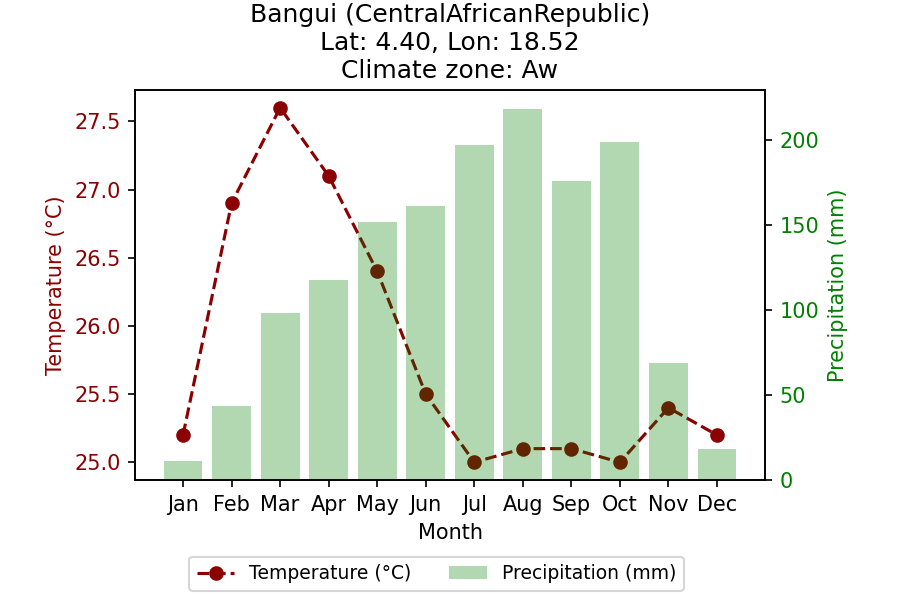 Bangui (CentralAfricanRepublic)
Lat: 4.40, Lon: 18.52
Climate zone: Aw
Temperature (°C)
27.5
27.0
26.5
26.0
25.5
25.0
200
150
100
50
0
Precipitation (mm)
Jan Feb Mar Apr May Jun Jul Aug Sep Oct Nov Dec
Month
Temperature (°C) Precipitation (mm)